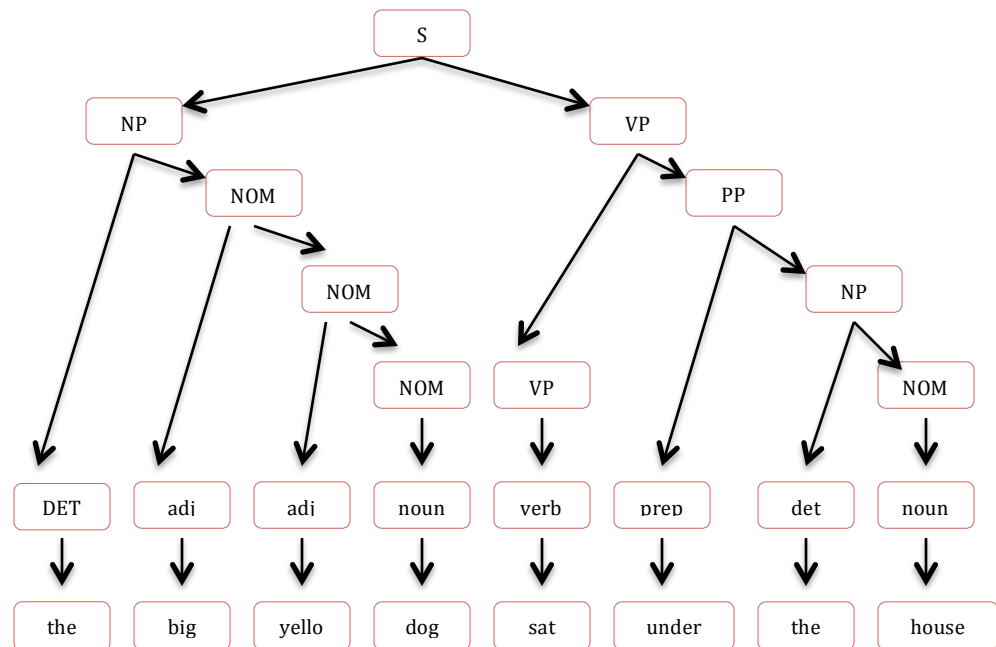 S
NP VP
NOM PP
NOM NP
NOM VP NOM
DET adj adj noun verb prep det noun
the big yello dog sat under the house